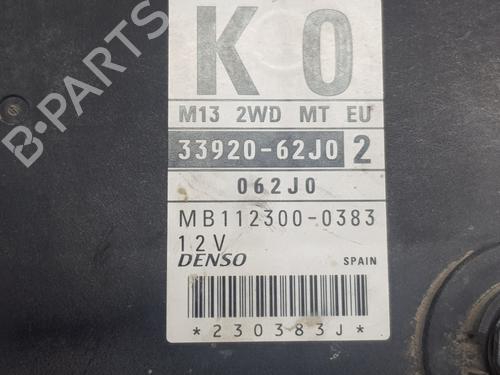 K 0
M13 2WD MT EU
33920-62J0 2
062J0
MB112300-0383
12V
DENSO SPAIN
*230383J*
B-PARTS